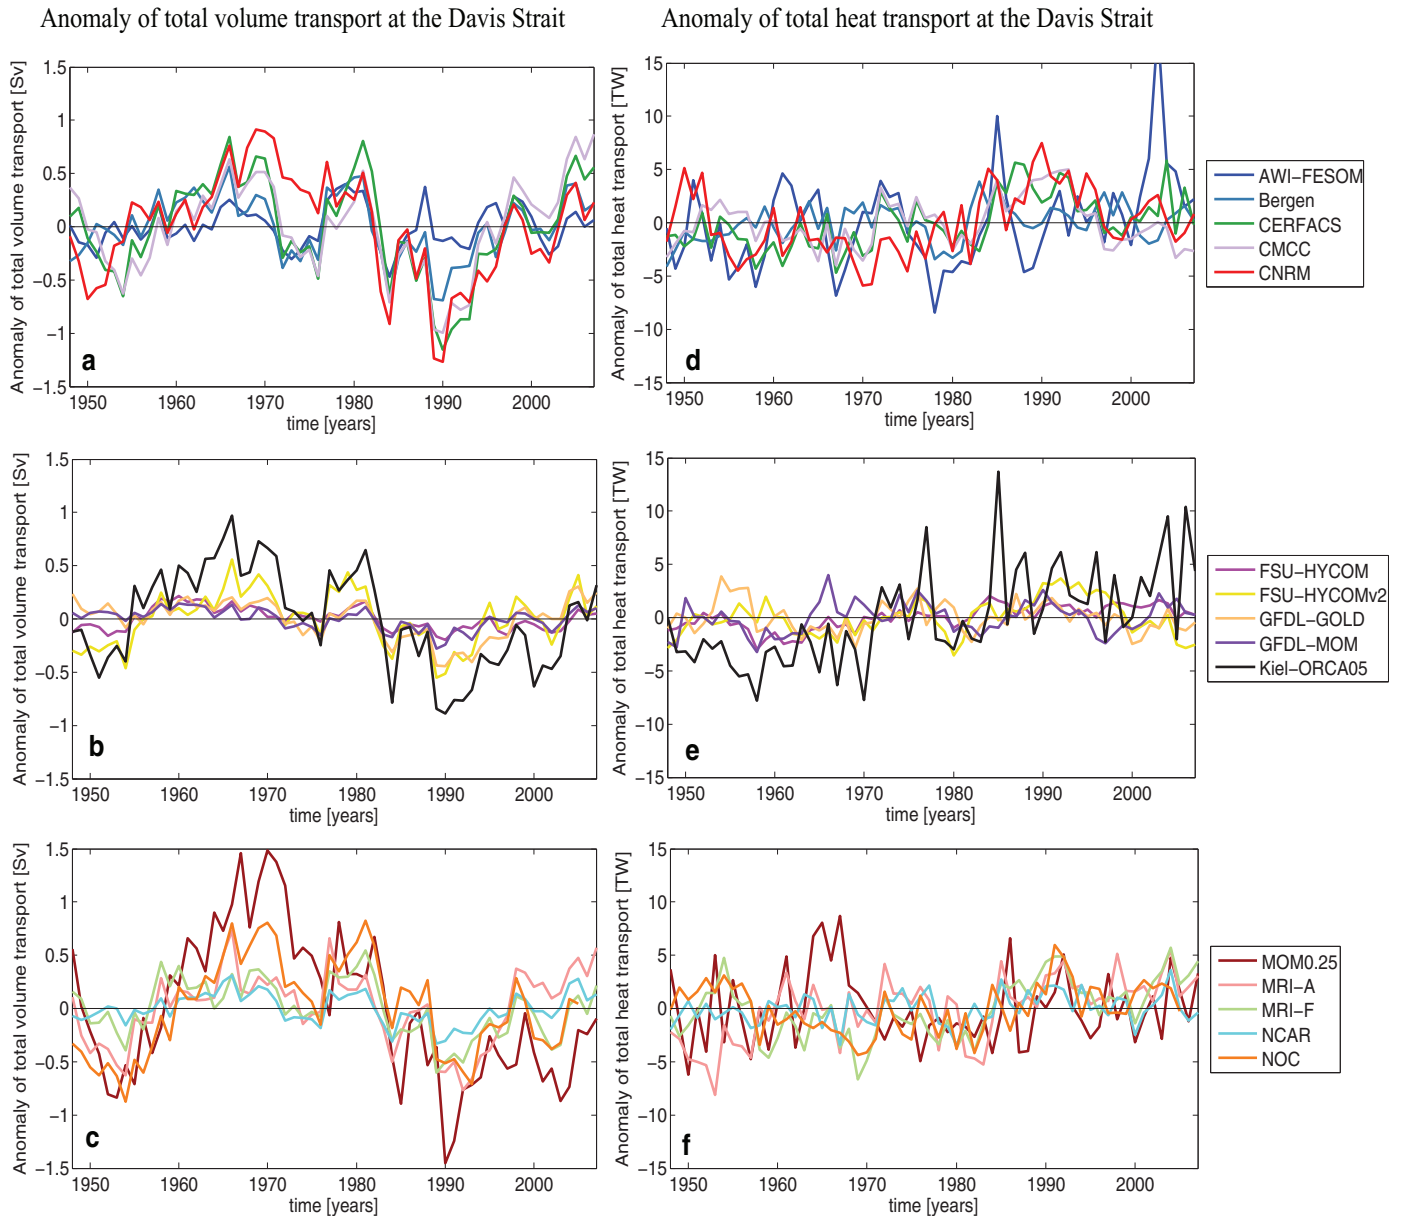 Anomaly of total volume transport at the Davis Strait
Anomaly of total heat transport at the Davis Strait
Anomaly of total volume transport [Sv]
1.5
1
0.5
0
−0.5
−1
−1.5
a
1950 1960 1970 1980 1990 2000
time [years]
Anomaly of total heat transport [TW]
15
10
5
0
−5
−10
−15
d
1950 1960 1970 1980 1990 2000
time [years]
AWI−FESOM
Bergen
CERFACS
CMCC
CNRM
Anomaly of total volume transport [Sv]
1.5
1
0.5
0
−0.5
−1
−1.5
b
1950 1960 1970 1980 1990 2000
time [years]
Anomaly of total heat transport [TW]
15
10
5
0
−5
−10
−15
e
1950 1960 1970 1980 1990 2000
time [years]
FSU−HYCOM
FSU−HYCOMv2
GFDL−GOLD
GFDL−MOM
Kiel−ORCA05
Anomaly of total volume transport [Sv]
1.5
1
0.5
0
−0.5
−1
−1.5
c
1950 1960 1970 1980 1990 2000
time [years]
Anomaly of total heat transport [TW]
15
10
5
0
−5
−10
−15
f
1950 1960 1970 1980 1990 2000
time [years]
MOM0.25
MRI−A
MRI−F
NCAR
NOC